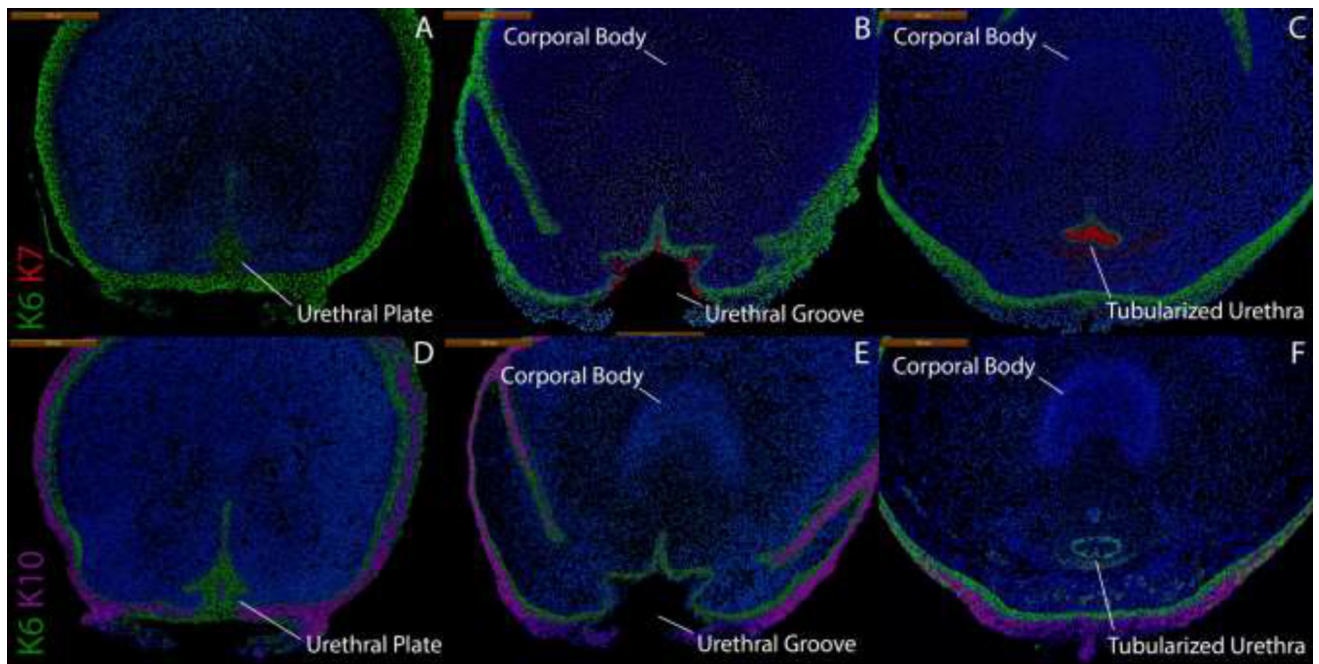 A
B
C
Corporal Body
Corporal Body
K6 K7
Urethral Plate
Urethral Groove
Tubularized Urethra
D
E
F
Corporal Body
Corporal Body
K6 K10
Urethral Plate
Urethral Groove
Tubularized Urethra